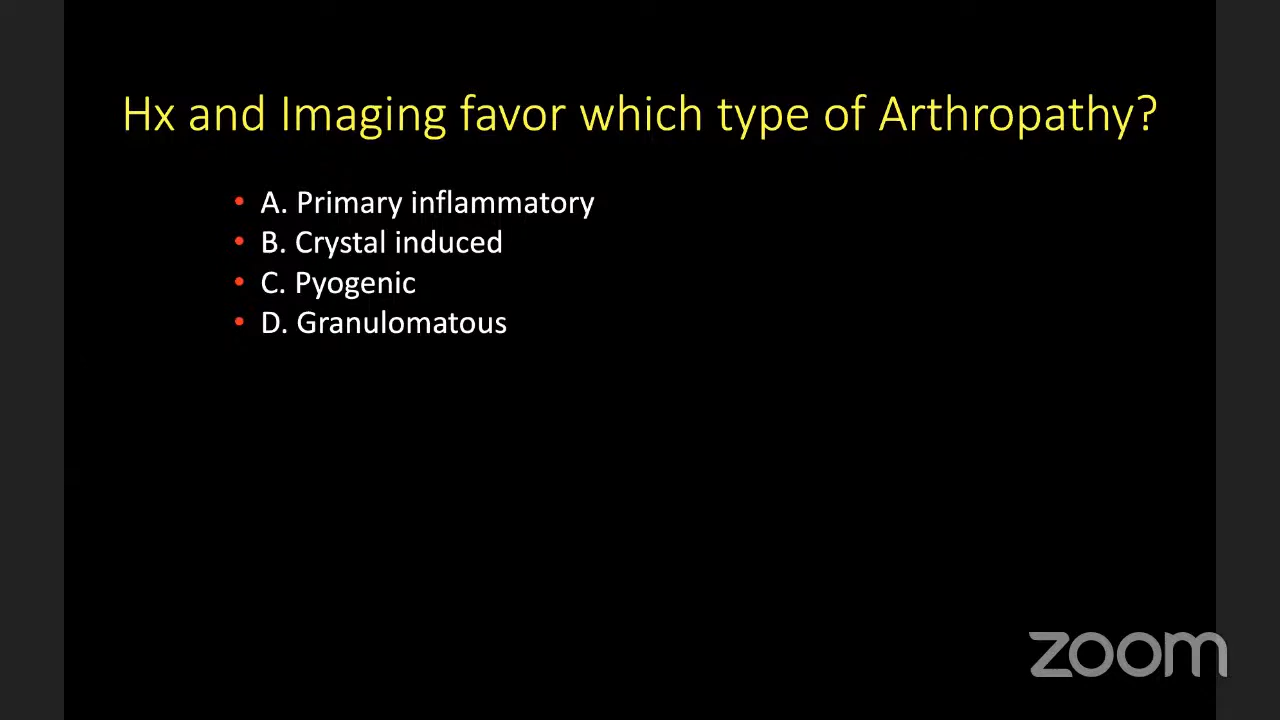 Hx and Imaging favor which type of Arthropathy?
• A. Primary inflammatory
• B. Crystal induced
• C. Pyogenic
• D. Granulomatous
zoom